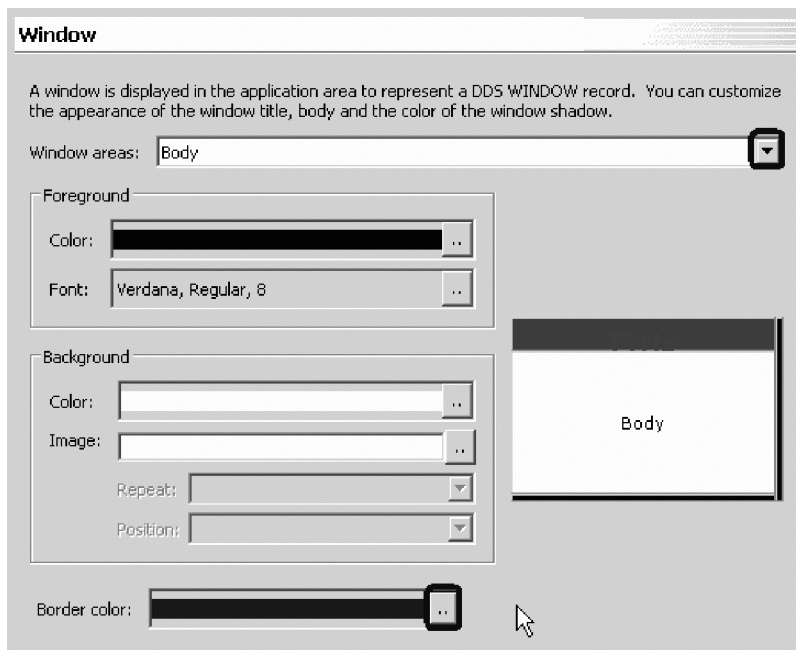 Window
A window is displayed in the application area to represent a DDS WINDOW record. You can customize
the appearance of the window title, body and the color of the window shadow.
Window areas: Body
Foreground
Color: ..
Font: Verdana, Regular, 8 ..
Background
Color: ..
Image: ..
Repeat:
Position:
Body
Border color: ..